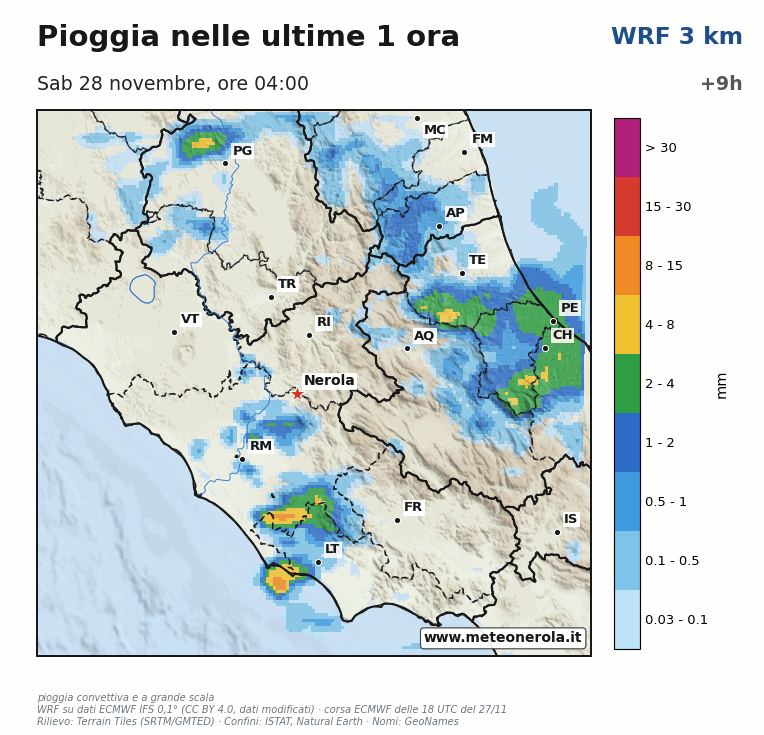 Pioggia nelle ultime 1 ora
WRF 3 km
Sab 28 novembre, ore 04:00
+9h
MC
FM
PG
AP
TE
TR
PE
VT
RI
AQ
CH
Nerola
RM
FR
IS
LT
www.meteonerola.it
> 30
15 - 30
8 - 15
4 - 8
2 - 4
1 - 2
0.5 - 1
0.1 - 0.5
0.03 - 0.1
mm
pioggia convettiva e a grande scala
WRF su dati ECMWF IFS 0,1° (CC BY 4.0, dati modificati) · corsa ECMWF delle 18 UTC del 27/11
Rilievo: Terrain Tiles (SRTM/GMTED) · Confini: ISTAT, Natural Earth · Nomi: GeoNames